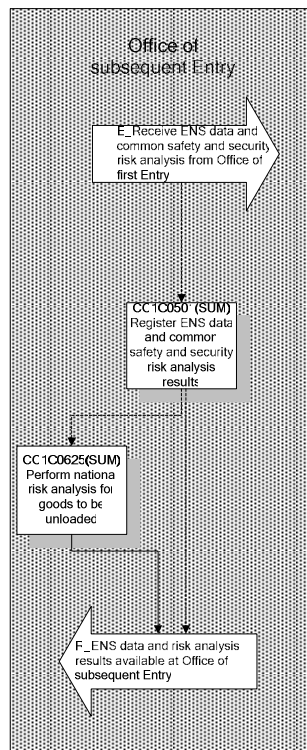 Office of
subsequent Entry
E_Receive ENS data and
common safety and security
risk analysis from Office of
first Entry
CC1C050 (SUM)
Register ENS data
and common
safety and security
risk analysis
results
CC1C0625(SUM)
Perform national
risk analysis for
goods to be
unloaded
F_ENS data and risk analysis
results available at Office of
subsequent Entry